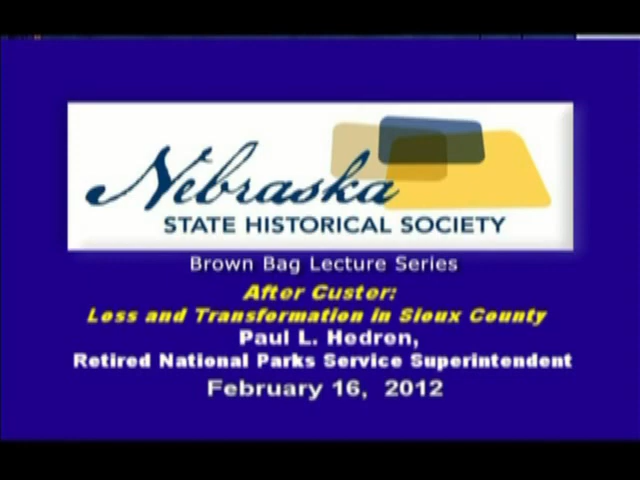 Nebraska
STATE HISTORICAL SOCIETY
Brown Bag Lecture Series
After Custer:
Loss and Transformation in Sioux County
Paul L. Hedren,
Retired National Parks Service Superintendent
February 16, 2012